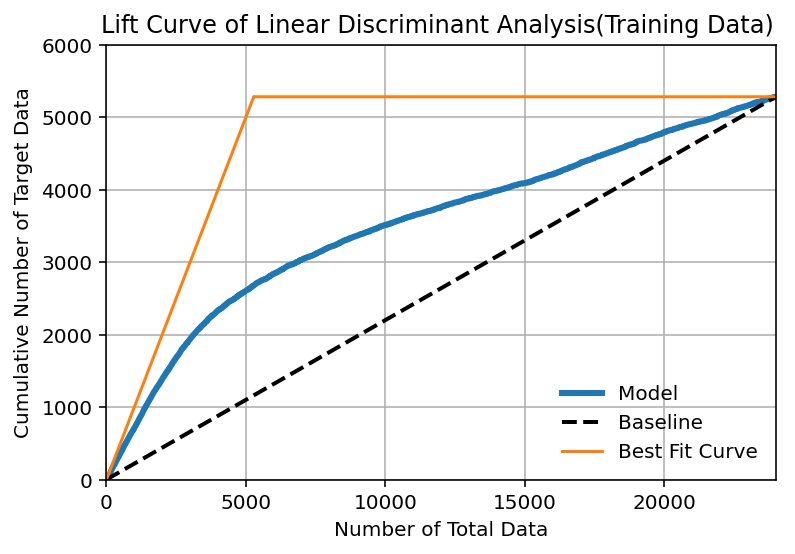 Lift Curve of Linear Discriminant Analysis(Training Data)
Cumulative Number of Target Data
6000
5000
4000
3000
2000
1000
0
Model
Baseline
Best Fit Curve
0 5000 10000 15000 20000
Number of Total Data